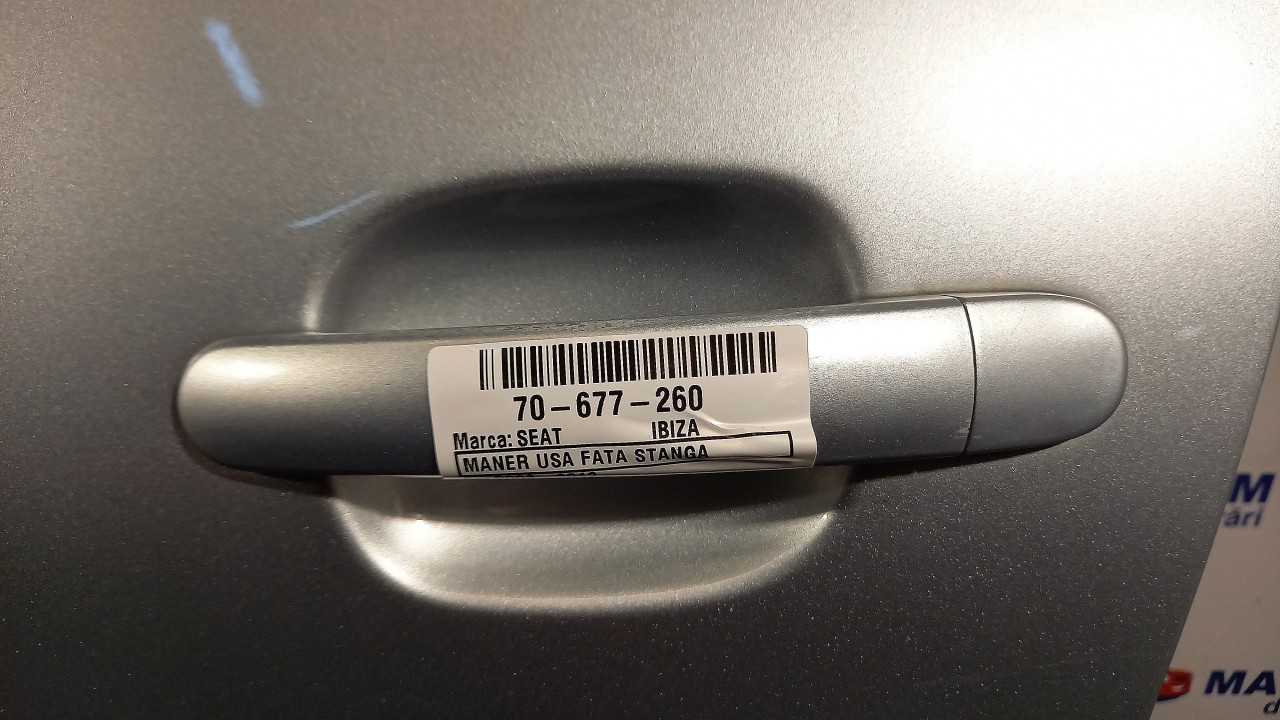 70-677-260
Marca: SEAT IBIZA
MANER USA FATA STANGA